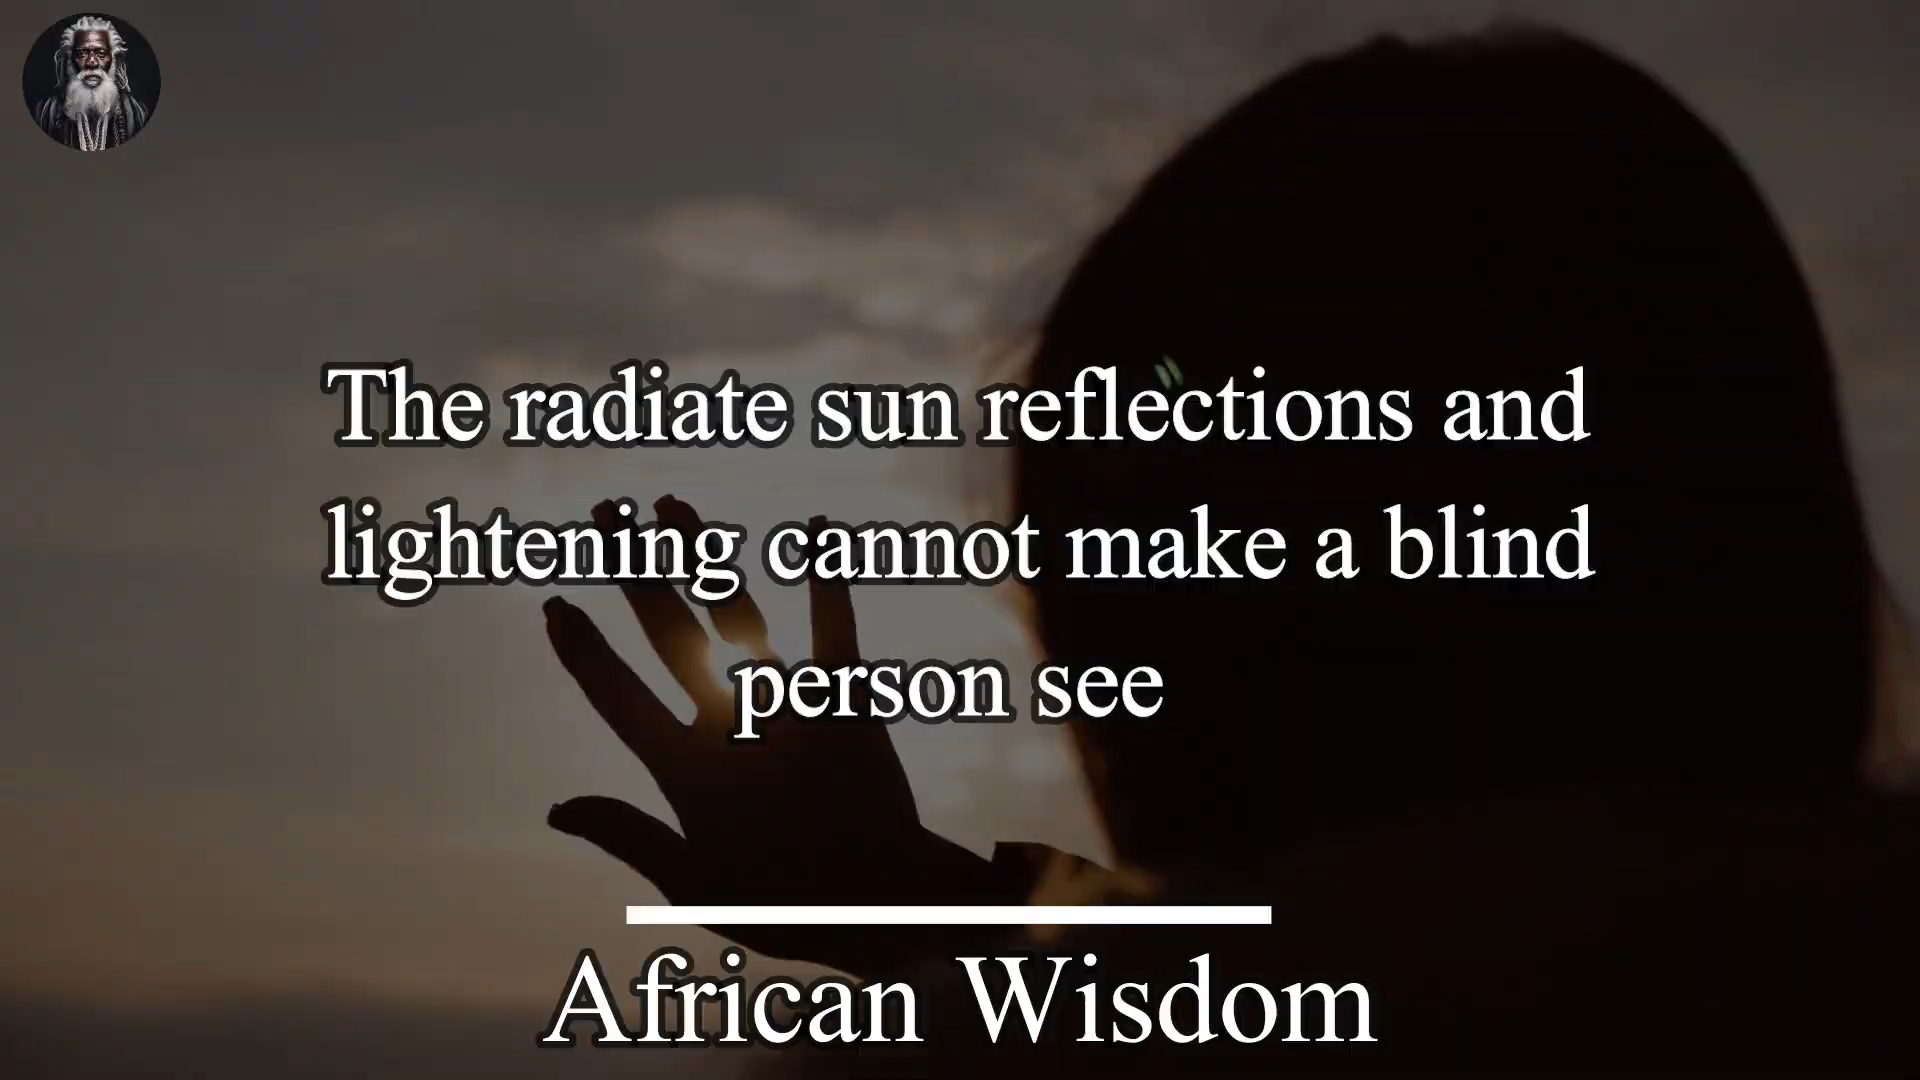 The radiate sun reflections and
lightening cannot make a blind
person see
African Wisdom